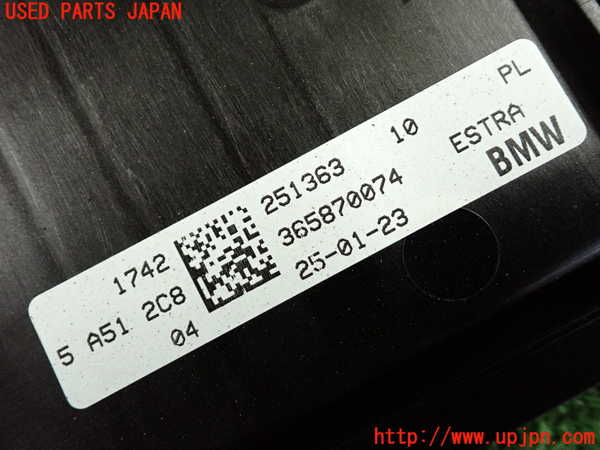 USED PARTS JAPAN
PL
251363 10 ESTRA
1742 365870074 BMW
5 A51 2C8 25-01-23
04
http://www.upjpn.com/